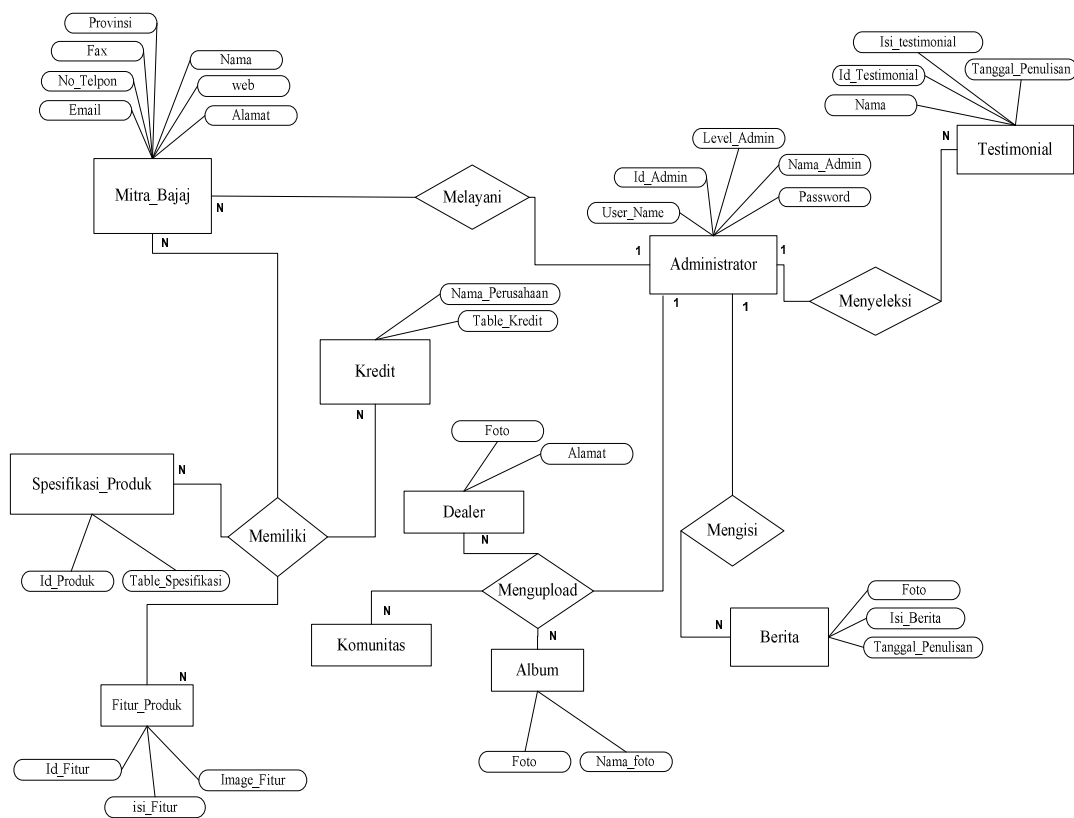 Provinsi
Fax
No_Telpon
Email
Nama
web
Alamat
Mitra_Bajaj
N
N
Melayani
Isi_testimonial
Id_Testimonial
Tanggal_Penulisan
Nama
N
Testimonial
Level_Admin
Id_Admin
Nama_Admin
User_Name
Password
1
Administrator
1
1
1
Menyeleksi
Nama_Perusahaan
Table_Kredit
Kredit
N
Foto
Alamat
Dealer
N
Spesifikasi_Produk
N
Id_Produk
Table_Spesifikasi
Memiliki
Mengisi
Mengupload
N
Komunitas
N
Album
Foto
Nama_foto
N
Berita
Foto
Isi_Berita
Tanggal_Penulisan
N
Fitur_Produk
Id_Fitur
isi_Fitur
Image_Fitur